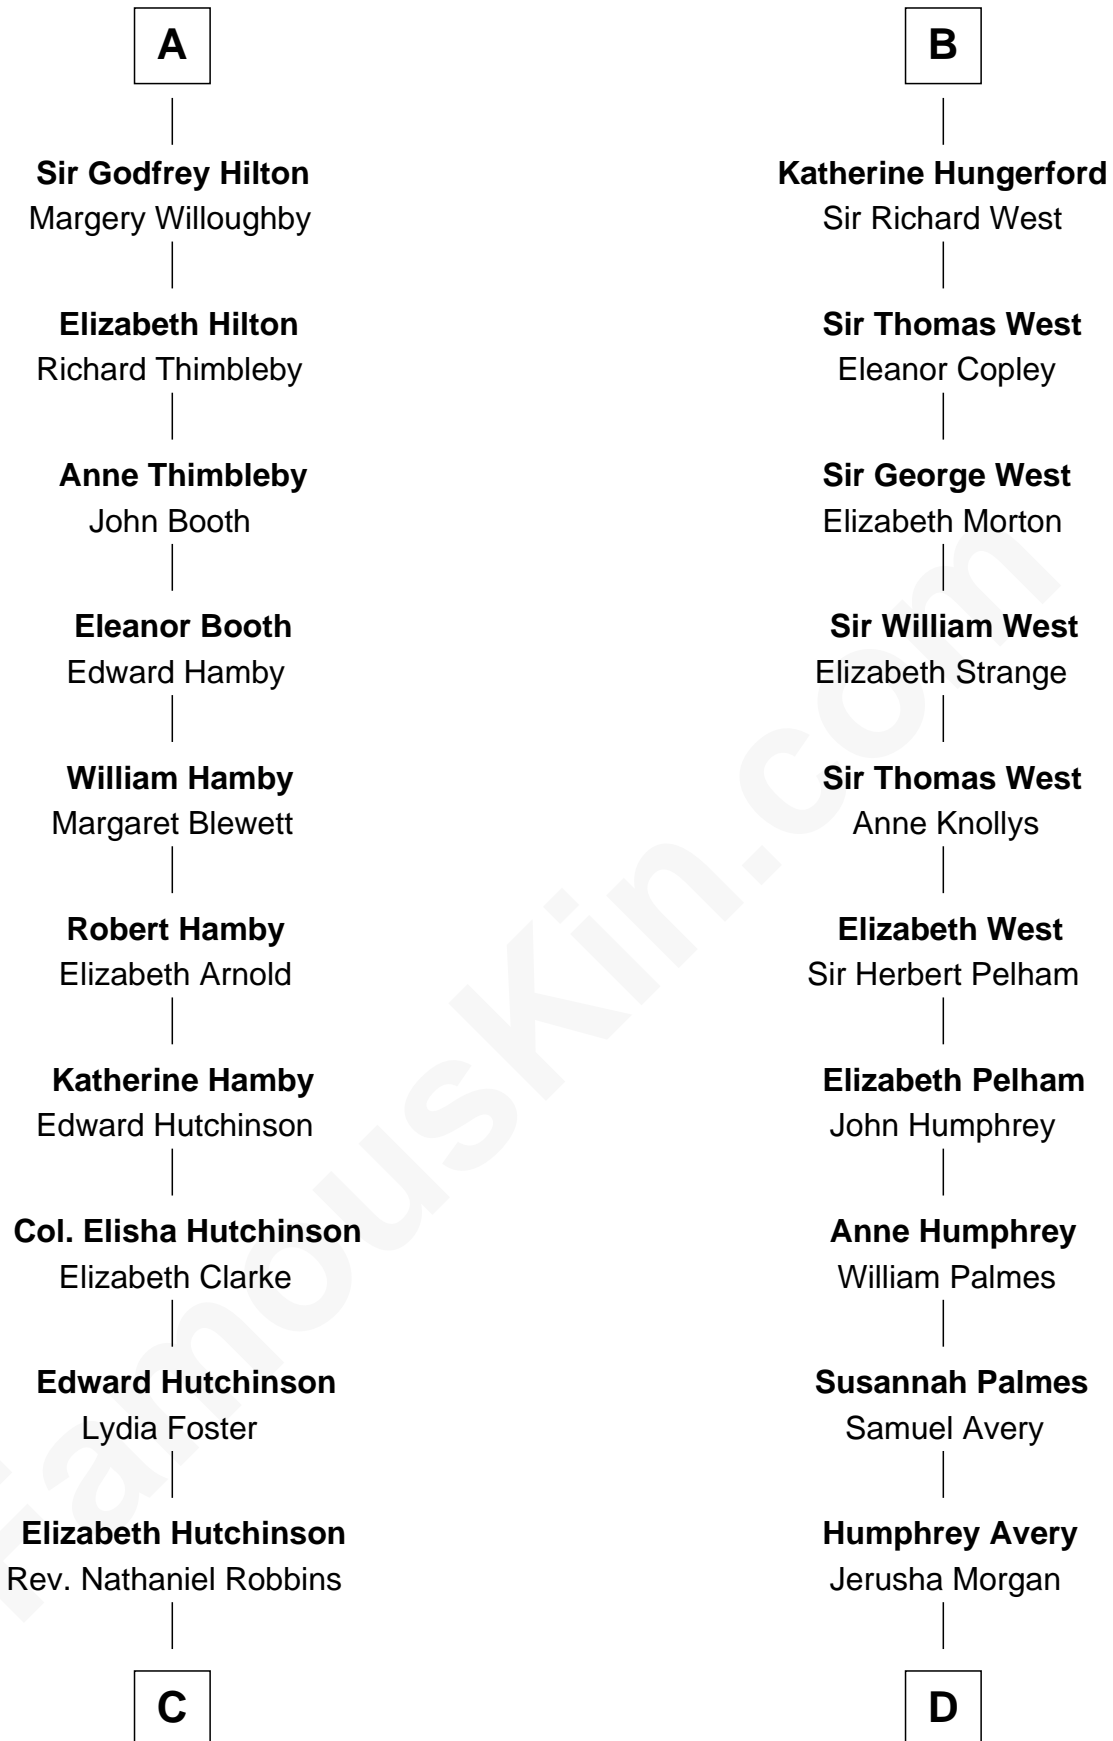 A
Sir Godfrey Hilton
Margery Willoughby
Elizabeth Hilton
Richard Thimbleby
Anne Thimbleby
John Booth
Eleanor Booth
Edward Hamby
William Hamby
Margaret Blewett
Robert Hamby
Elizabeth Arnold
Katherine Hamby
Edward Hutchinson
Col. Elisha Hutchinson
Elizabeth Clarke
Edward Hutchinson
Lydia Foster
Elizabeth Hutchinson
Rev. Nathaniel Robbins
C
B
Katherine Hungerford
Sir Richard West
Sir Thomas West
Eleanor Copley
Sir George West
Elizabeth Morton
Sir William West
Elizabeth Strange
Sir Thomas West
Anne Knollys
Elizabeth West
Sir Herbert Pelham
Elizabeth Pelham
John Humphrey
Anne Humphrey
William Palmes
Susannah Palmes
Samuel Avery
Humphrey Avery
Jerusha Morgan
D
FamousKin.com